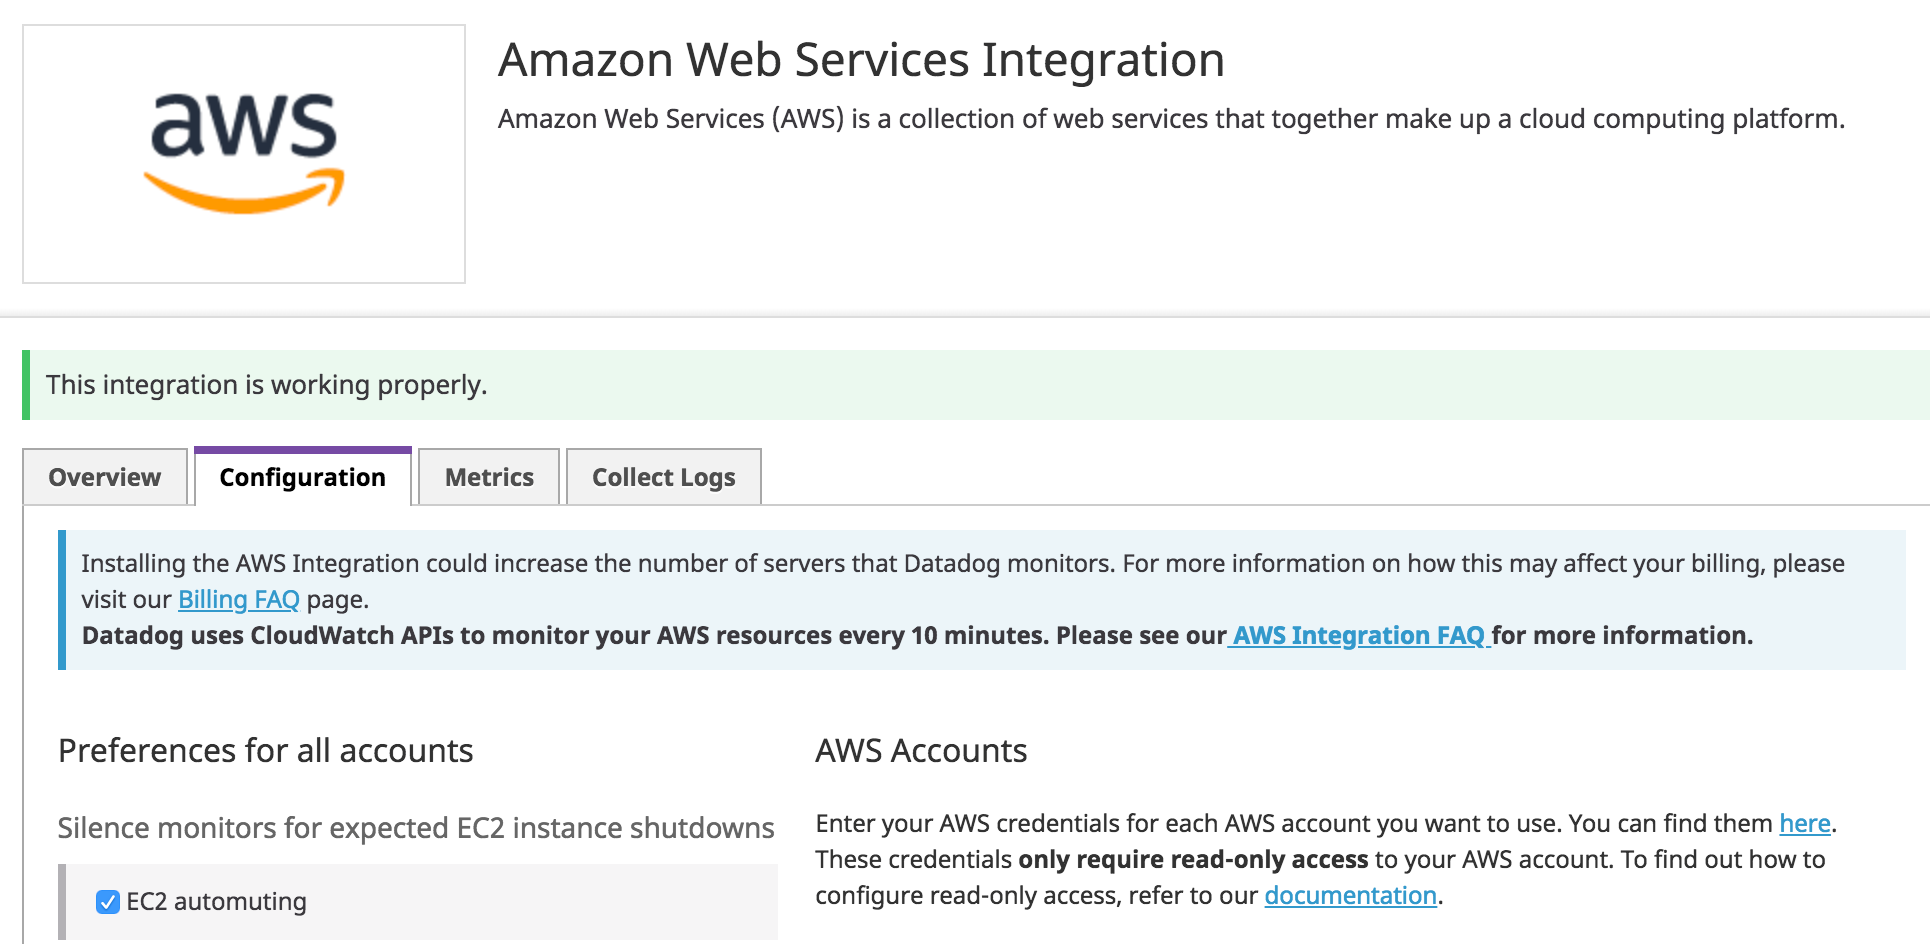 aws
Amazon Web Services Integration
Amazon Web Services (AWS) is a collection of web services that together make up a cloud computing platform.
This integration is working properly.
Overview
Configuration
Metrics
Collect Logs
Installing the AWS Integration could increase the number of servers that Datadog monitors. For more information on how this may affect your billing, please
visit our Billing FAQ page.
Datadog uses CloudWatch APIs to monitor your AWS resources every 10 minutes. Please see our AWS Integration FAQ for more information.
Preferences for all accounts
Silence monitors for expected EC2 instance shutdowns
EC2 automuting
AWS Accounts
Enter your AWS credentials for each AWS account you want to use. You can find them here.
These credentials only require read-only access to your AWS account. To find out how to
configure read-only access, refer to our documentation.